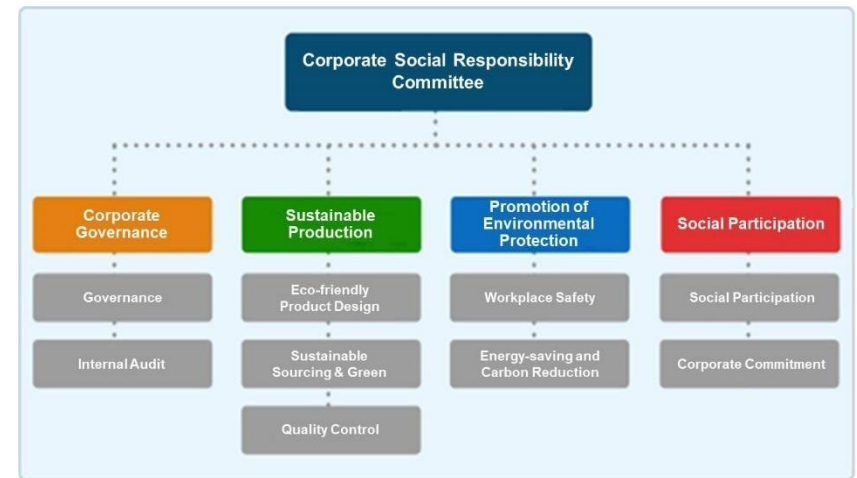 Corporate Social Responsibility
Committee
Corporate
Governance
Sustainable
Production
Promotion of
Environmental
Protection
Social Participation
Governance
Eco-friendly
Product Design
Workplace Safety
Social Participation
Internal Audit
Sustainable
Sourcing & Green
Energy-saving and
Carbon Reduction
Corporate Commitment
Quality Control